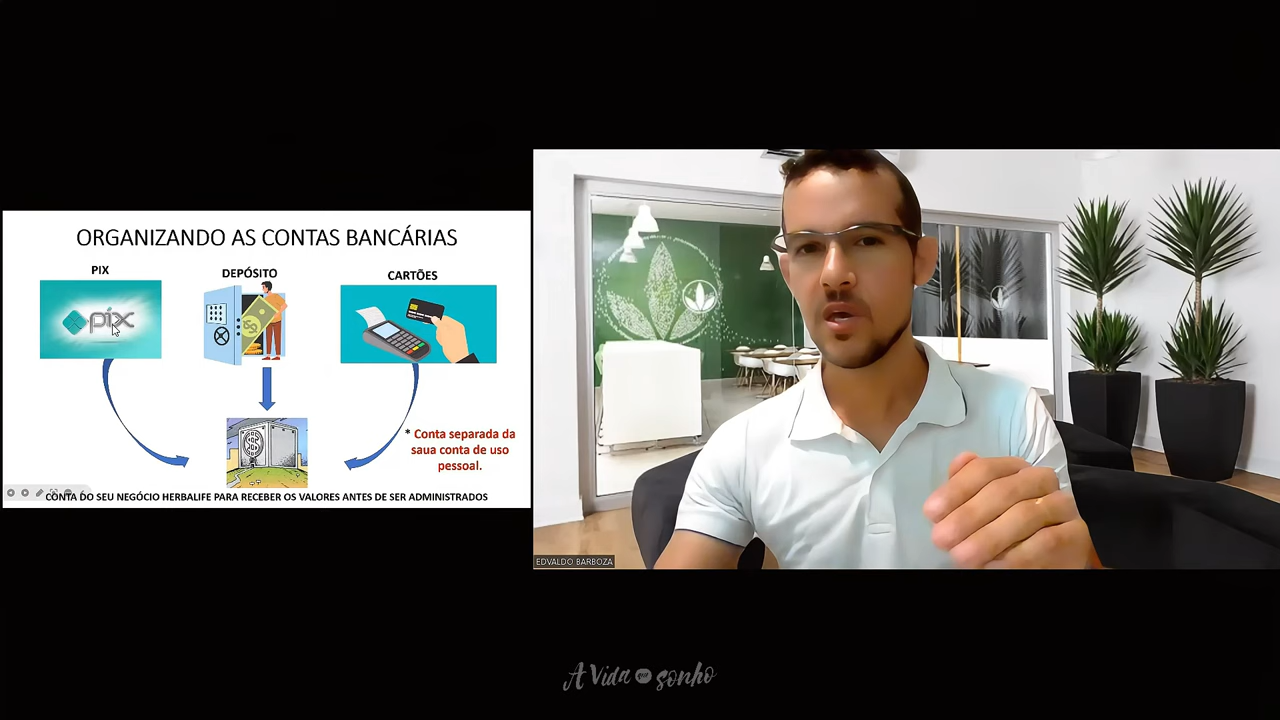 ORGANIZANDO AS CONTAS BANCÁRIAS
PIX
DEPÓSITO
CARTÕES
pix
* Conta separada da
saua conta de uso
pessoal.
CONTA DO SEU NEGÓCIO HERBALIFE PARA RECEBER OS VALORES ANTES DE SER ADMINISTRADOS
EDVALDO BARBOZA
A Vida por sonho